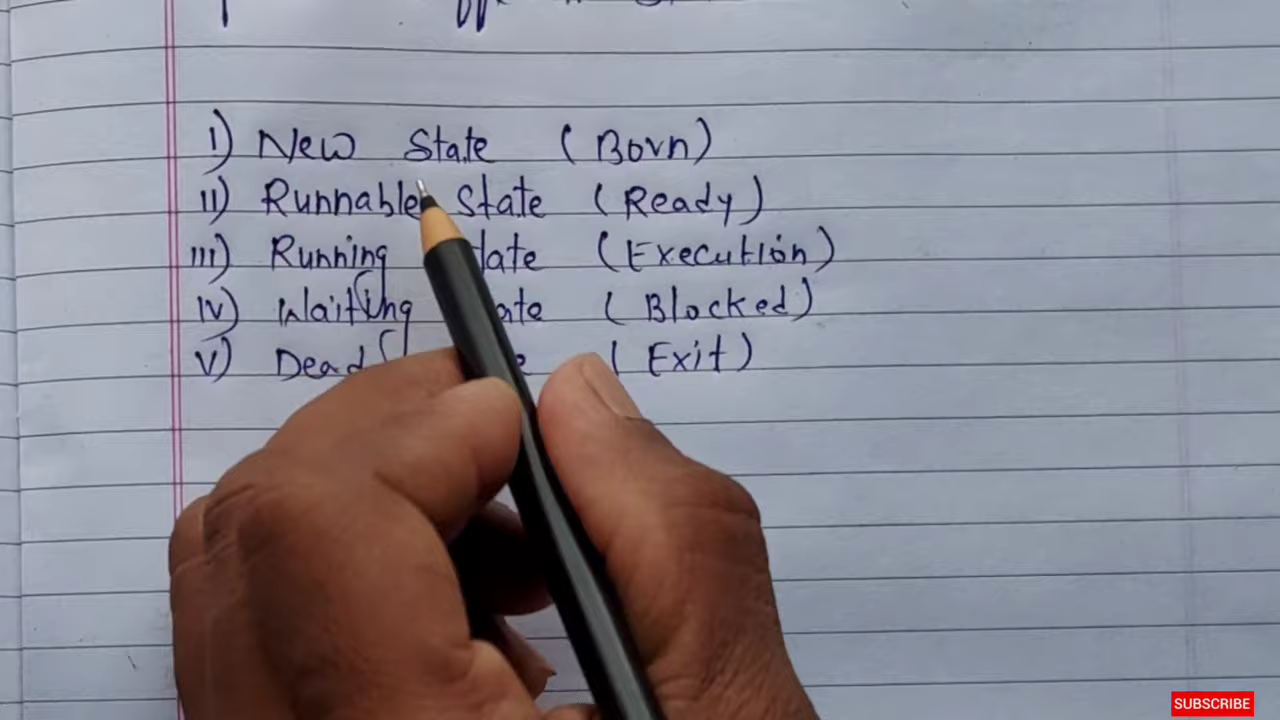 I) New State (Born)
II) Runnable State (Ready)
III) Running (Execution)
IV) Waiting (Blocked)
V) Dead (Exit)
SUBSCRIBE